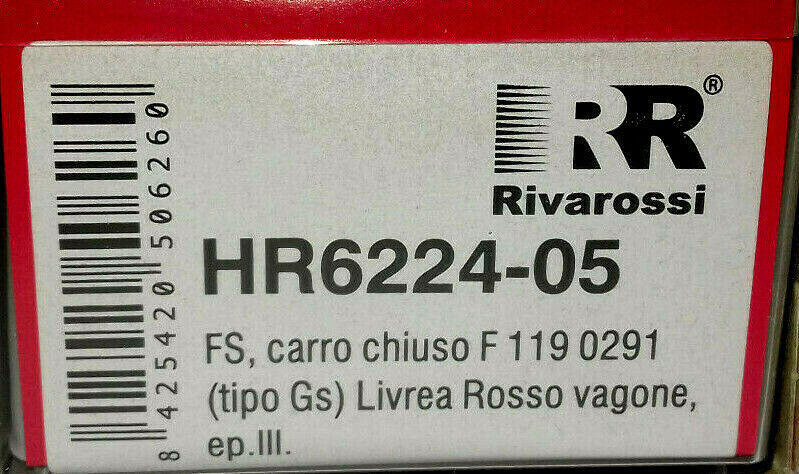 RR®
Rivarossi
HR6224-05
FS, carro chiuso F 119 0291
(tipo Gs) Livrea Rosso vagone,
ep.III.
8 425420 506260